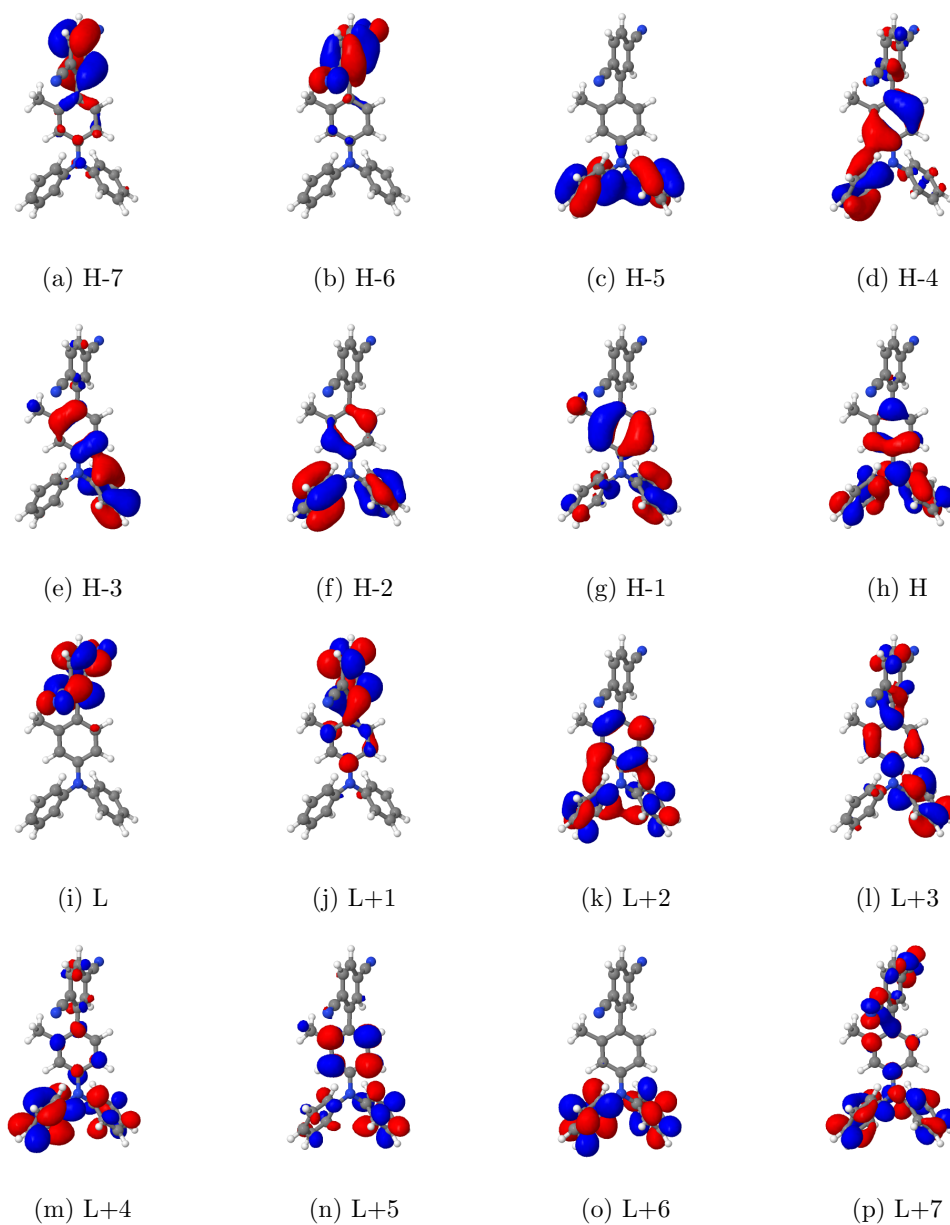 (a) H-7 (b) H-6 (c) H-5 (d) H-4
(e) H-3 (f) H-2 (g) H-1 (h) H
(i) L (j) L+1 (k) L+2 (l) L+3
(m) L+4 (n) L+5 (o) L+6 (p) L+7